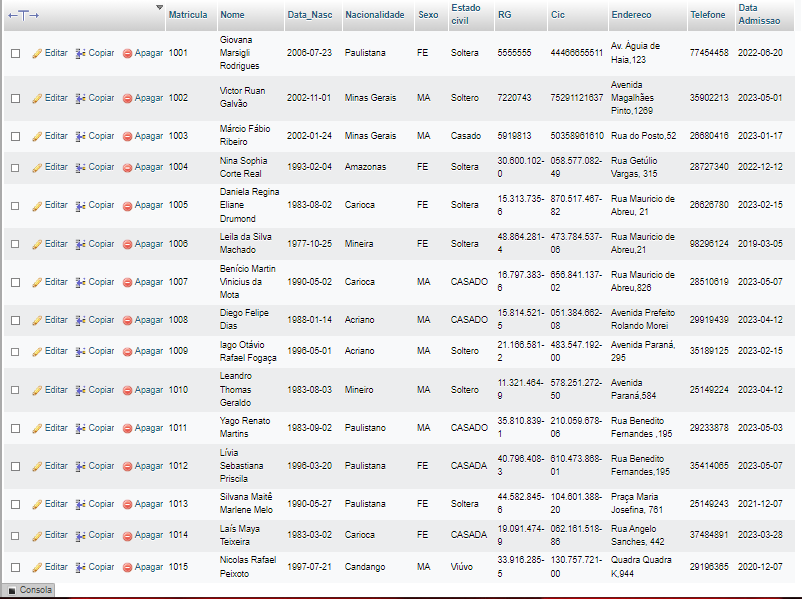 ←T→ Matricula Nome Data_Nasc Nacionalidade Sexo Estado civil RG Cic Endereco Telefone Data Admissao
Editar Copiar Apagar 1001 Giovana Marsigli Rodrigues 2006-07-23 Paulistana FE Soltera 5555555 44466655511 Av. Águia de Haia,123 77454458 2022-06-20
Editar Copiar Apagar 1002 Victor Ruan Galvão 2002-11-01 Minas Gerais MA Soltero 7220743 75291121637 Avenida Magalhães Pinto,1269 35902213 2023-05-01
Editar Copiar Apagar 1003 Márcio Fábio Ribeiro 2002-01-24 Minas Gerais MA Casado 5919813 50358961610 Rua do Posto,52 26680416 2023-01-17
Editar Copiar Apagar 1004 Nina Sophia Corte Real 1993-02-04 Amazonas FE Soltera 30.600.102-0 058.577.082-49 Rua Getúlio Vargas, 315 28727340 2022-12-12
Editar Copiar Apagar 1005 Daniela Regina Eliane Drumond 1983-08-02 Carioca FE Soltera 15.313.735-6 870.517.467-82 Rua Mauricio de Abreu, 21 26626780 2023-02-15
Editar Copiar Apagar 1006 Leila da Silva Machado 1977-10-25 Mineira FE Soltera 48.864.281-4 473.784.537-06 Rua Mauricio de Abreu,21 98296124 2019-03-05
Editar Copiar Apagar 1007 Benício Martin Vinicius da Mota 1990-05-02 Carioca MA CASADO 16.797.383-6 656.841.137-02 Rua Mauricio de Abreu,826 28510619 2023-05-07
Editar Copiar Apagar 1008 Diego Felipe Dias 1988-01-14 Acriano MA CASADO 15.814.521-5 051.384.662-08 Avenida Prefeito Rolando Morei 29919439 2023-04-12
Editar Copiar Apagar 1009 Iago Otávio Rafael Fogaça 1996-05-01 Acriano MA Soltero 21.166.581-2 483.547.192-00 Avenida Paraná, 295 35189125 2023-02-15
Editar Copiar Apagar 1010 Leandro Thomas Geraldo 1983-08-03 Mineiro MA Soltero 11.321.464-9 578.251.272-50 Avenida Paraná,584 25149224 2023-04-12
Editar Copiar Apagar 1011 Yago Renato Martins 1983-09-02 Paulistano MA CASADO 35.810.839-1 210.059.678-06 Rua Benedito Fernandes ,195 29233878 2023-05-03
Editar Copiar Apagar 1012 Lívia Sebastiana Priscila 1996-03-20 Paulistana FE CASADA 40.796.408-3 610.473.868-01 Rua Benedito Fernandes,195 35414065 2023-05-07
Editar Copiar Apagar 1013 Silvana Maitê Marlene Melo 1990-05-27 Paulistana FE Soltera 44.582.845-6 104.601.388-20 Praça Maria Josefina, 761 25149243 2021-12-07
Editar Copiar Apagar 1014 Laís Maya Teixeira 1983-03-02 Carioca FE CASADA 19.091.474-9 062.161.518-86 Rua Angelo Sanches, 442 37484891 2023-03-28
Editar Copiar Apagar 1015 Nicolas Rafael Peixoto 1997-07-21 Candango MA Viúvo 33.916.285-5 130.757.721-00 Quadra Quadra K,944 29196365 2020-12-07
Consola